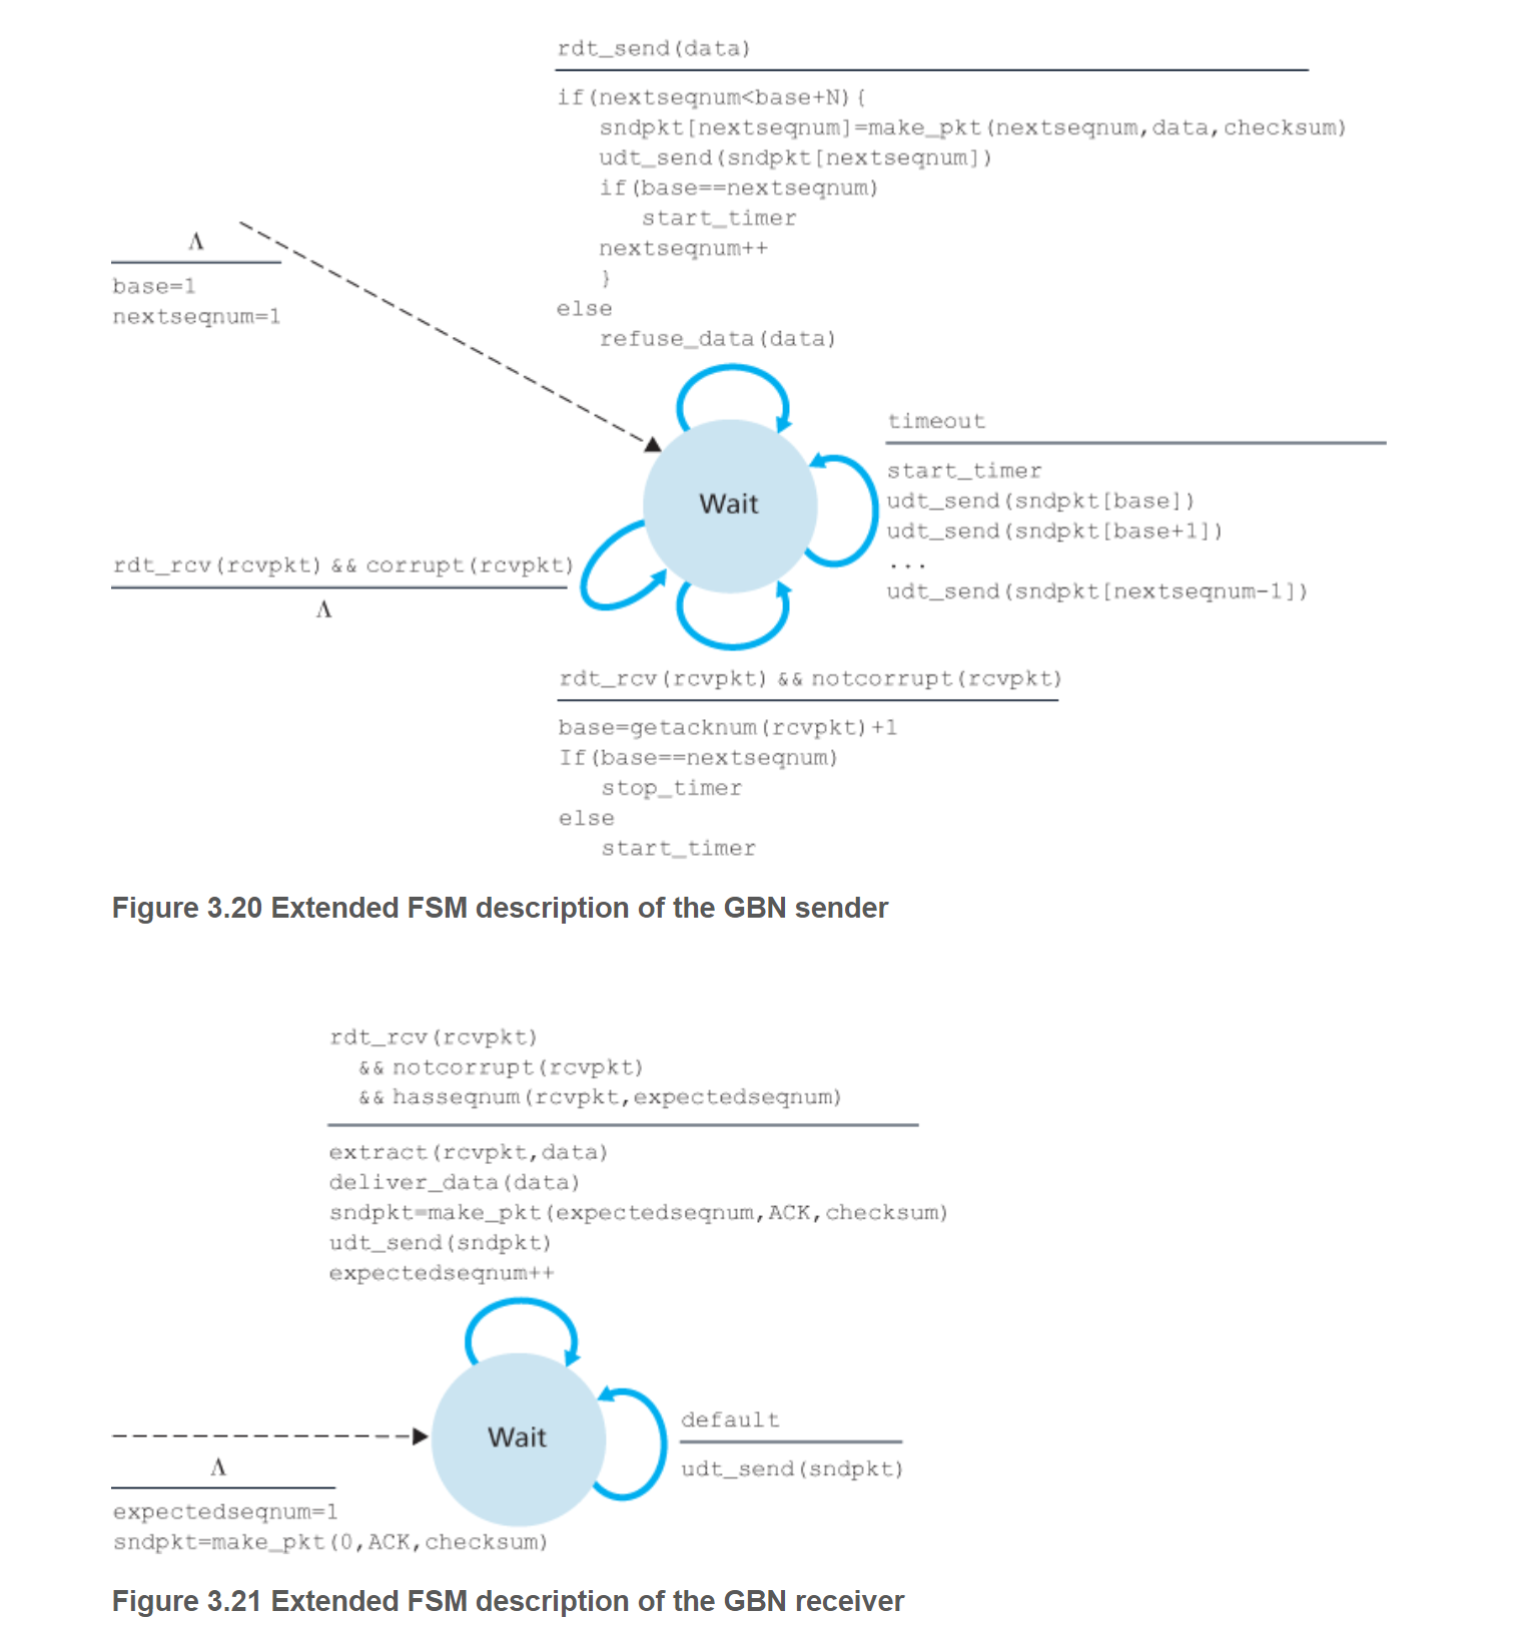 rdt_send(data)
if(nextseqnum<base+N){
sndpkt[nextseqnum]=make_pkt(nextseqnum,data,checksum)
udt_send(sndpkt[nextseqnum])
if(base==nextseqnum)
start_timer
nextseqnum++
}
else
refuse_data(data)
Λ
base=1
nextseqnum=1
Wait
timeout
start_timer
udt_send(sndpkt[base])
udt_send(sndpkt[base+1])
...
udt_send(sndpkt[nextseqnum-1])
rdt_rcv(rcvpkt) && corrupt(rcvpkt)
Λ
rdt_rcv(rcvpkt) && notcorrupt(rcvpkt)
base=getacknum(rcvpkt)+1
If(base==nextseqnum)
stop_timer
else
start_timer
Figure 3.20 Extended FSM description of the GBN sender
rdt_rcv(rcvpkt)
&& notcorrupt(rcvpkt)
&& hasseqnum(rcvpkt,expectedseqnum)
extract(rcvpkt,data)
deliver_data(data)
sndpkt=make_pkt(expectedseqnum,ACK,checksum)
udt_send(sndpkt)
expectedseqnum++
Wait
default
udt_send(sndpkt)
Λ
expectedseqnum=1
sndpkt=make_pkt(0,ACK,checksum)
Figure 3.21 Extended FSM description of the GBN receiver